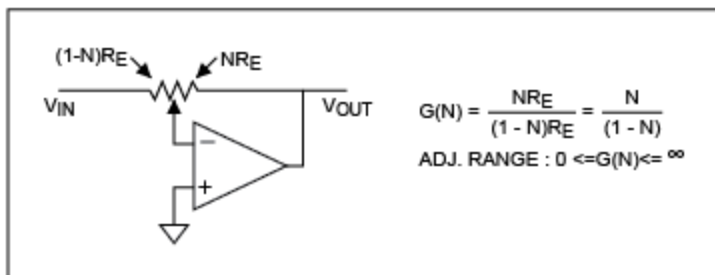 (1-N)RE NRE
VIN VOUT
−
+
G(N) = NRE / (1 - N)RE = N / (1 - N)
ADJ. RANGE : 0 <=G(N)<= ∞